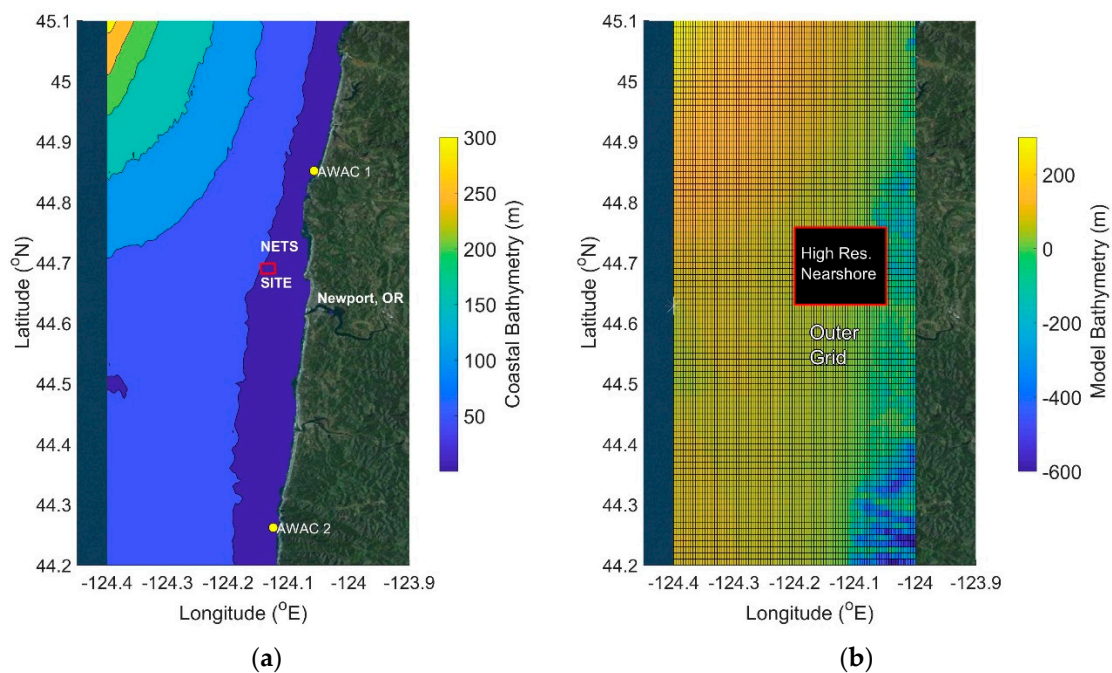 45.1
45
44.9
44.8
44.7
44.6
44.5
44.4
44.3
44.2
Latitude (°N)
-124.4
-124.3
-124.2
-124.1
-124
-123.9
Longitude (°E)
AWAC 1
NETS
SITE
Newport, OR
AWAC 2
300
250
200
150
100
50
Coastal Bathymetry (m)
(a)
45.1
45
44.9
44.8
44.7
44.6
44.5
44.4
44.3
44.2
Latitude (°N)
-124.4
-124.3
-124.2
-124.1
-124
-123.9
Longitude (°E)
High Res.
Nearshore
Outer
Grid
200
0
-200
-400
-600
Model Bathymetry (m)
(b)